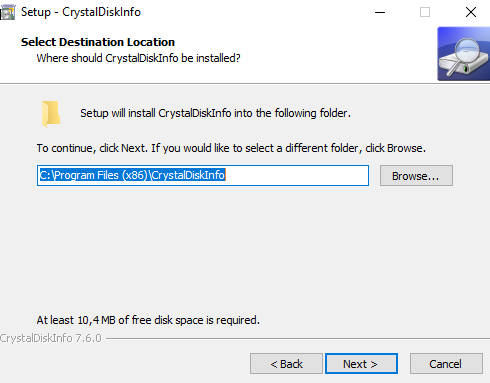 Setup - CrystalDiskInfo
Select Destination Location
Where should CrystalDiskInfo be installed?
Setup will install CrystalDiskInfo into the following folder.
To continue, click Next. If you would like to select a different folder, click Browse.
C:\Program Files (x86)\CrystalDiskInfo
Browse...
At least 10,4 MB of free disk space is required.
CrystalDiskInfo 7.6.0
< Back
Next >
Cancel